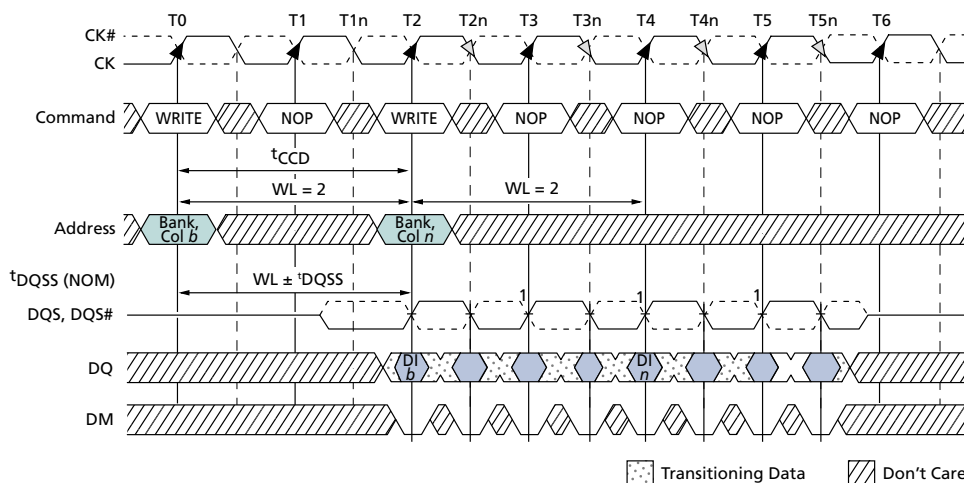 T0 T1 T1n T2 T2n T3 T3n T4 T4n T5 T5n T6
CK#
CK
Command WRITE NOP WRITE NOP NOP NOP NOP
tCCD
WL = 2 WL = 2
Address Bank, Col b Bank, Col n
tDQSS (NOM) WL ± tDQSS
1 1 1
DQS, DQS#
DQ DI b DI n
DM
Transitioning Data Don't Care